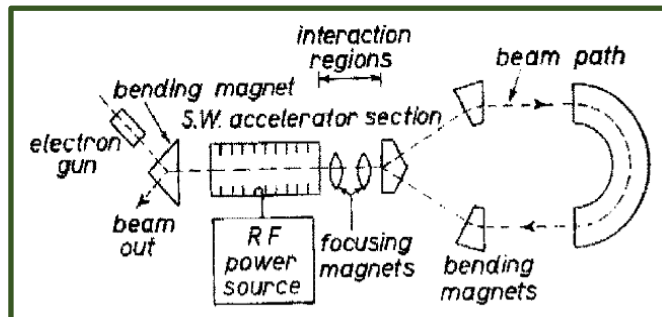 interaction
regions
beam path
bending magnet
S.W. accelerator section
electron
gun
beam
out
RF
power
source
focusing
magnets
bending
magnets